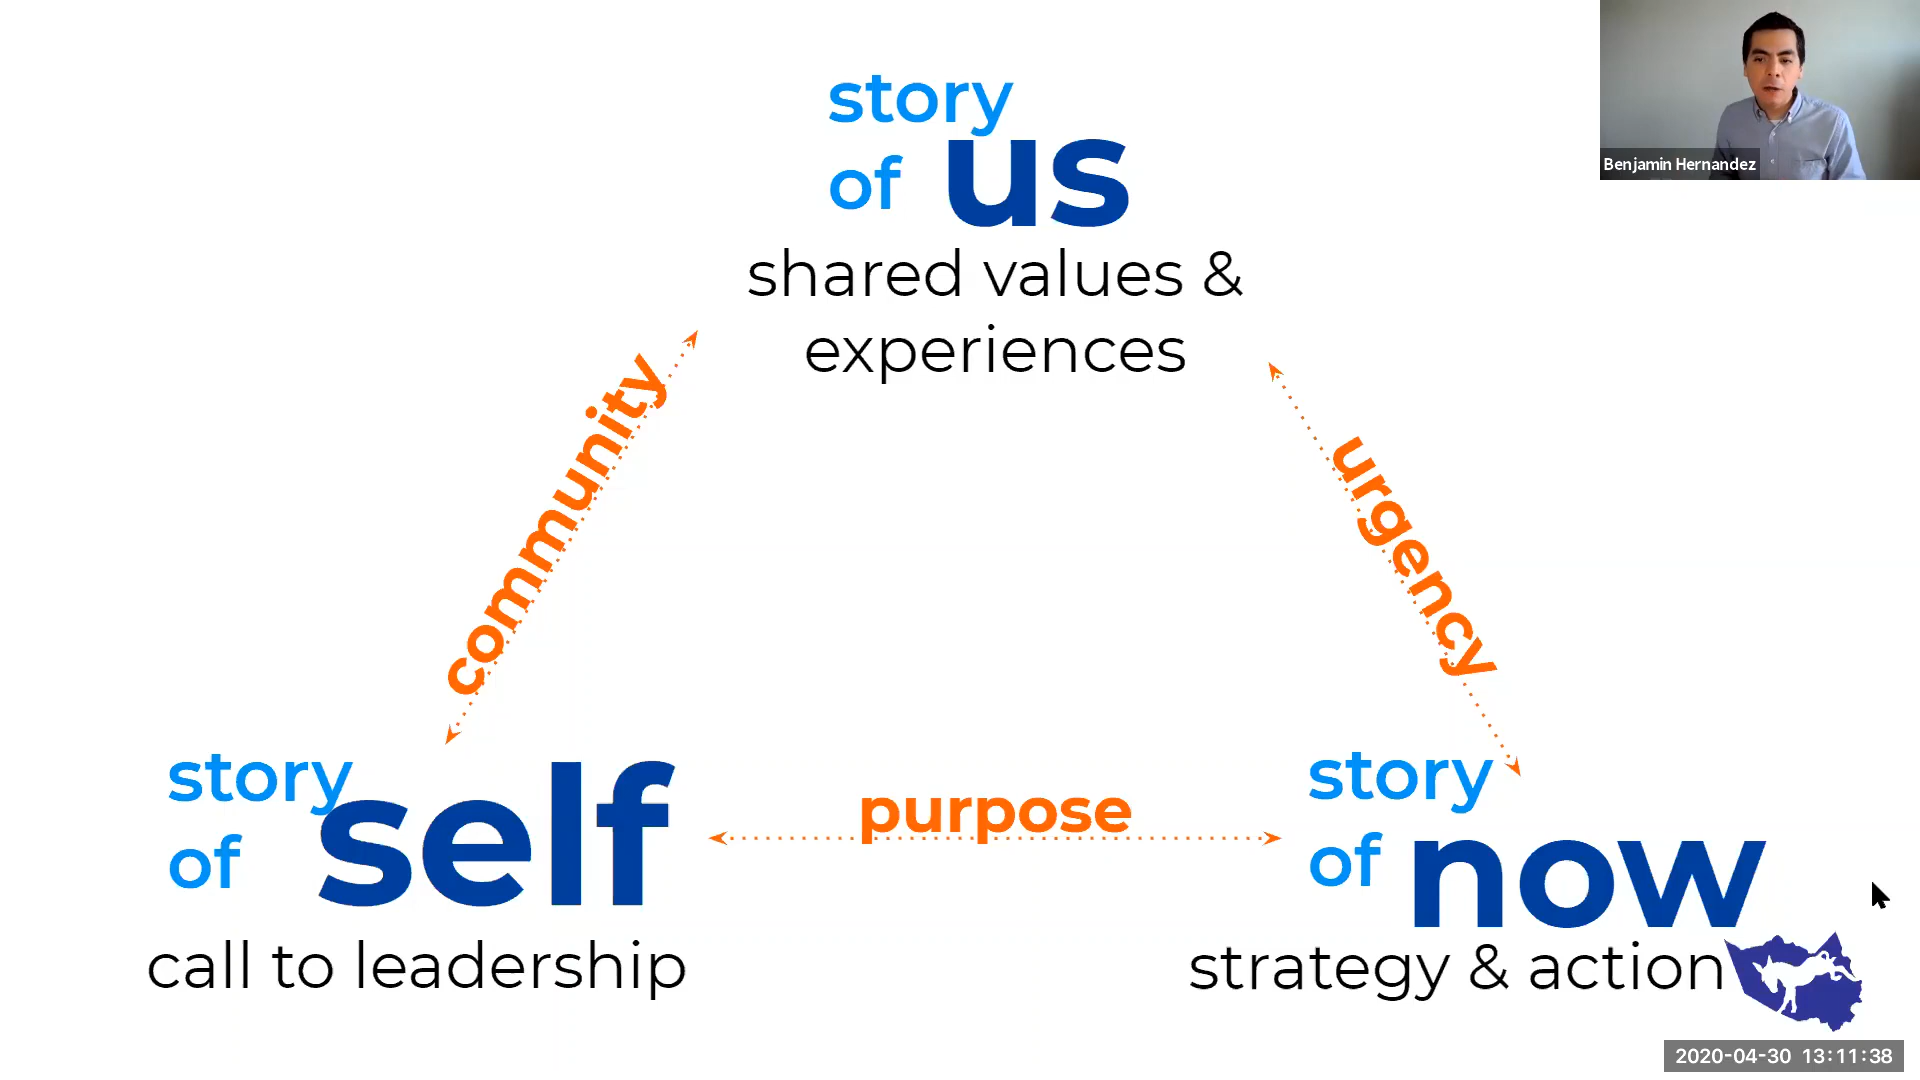 story
of us
shared values &
experiences
Benjamin Hernandez
community
urgency
purpose
story
of self
call to leadership
story
of now
strategy & action
2020-04-30 13:11:38